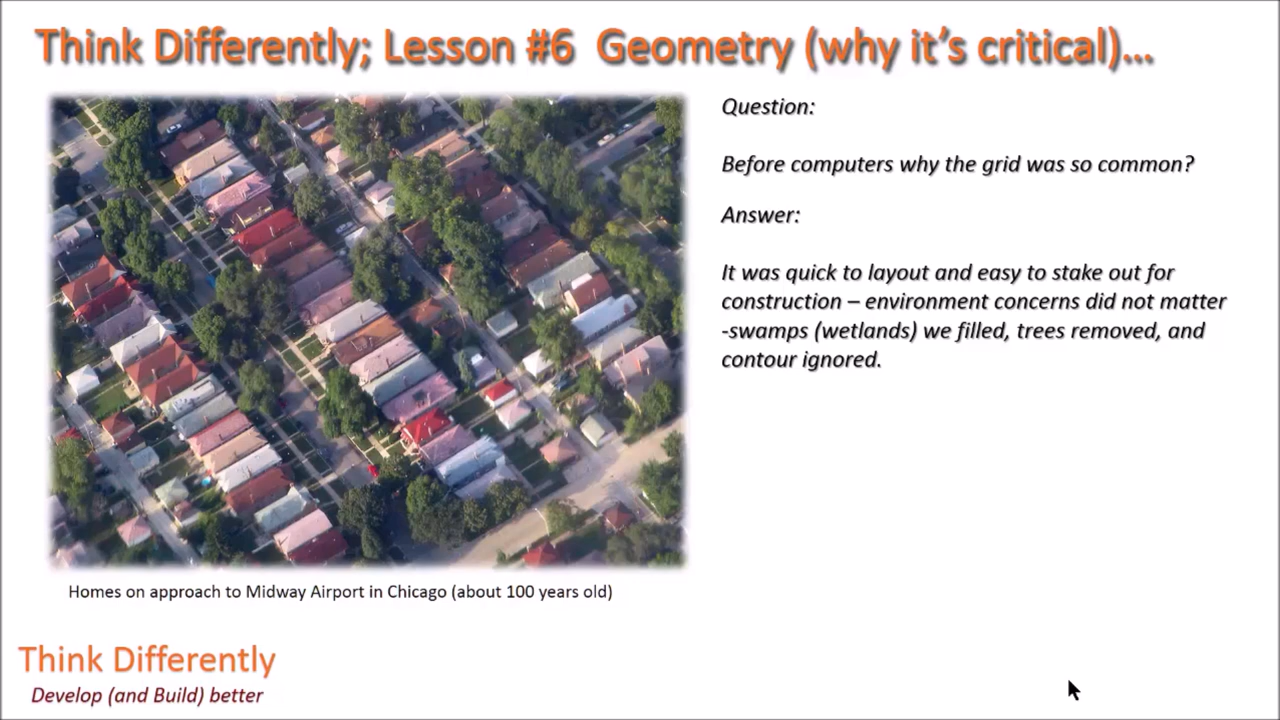 Think Differently; Lesson #6 Geometry (why it's critical)...
Question:
Before computers why the grid was so common?
Answer:
It was quick to layout and easy to stake out for
construction – environment concerns did not matter
-swamps (wetlands) we filled, trees removed, and
contour ignored.
Homes on approach to Midway Airport in Chicago (about 100 years old)
Think Differently
Develop (and Build) better